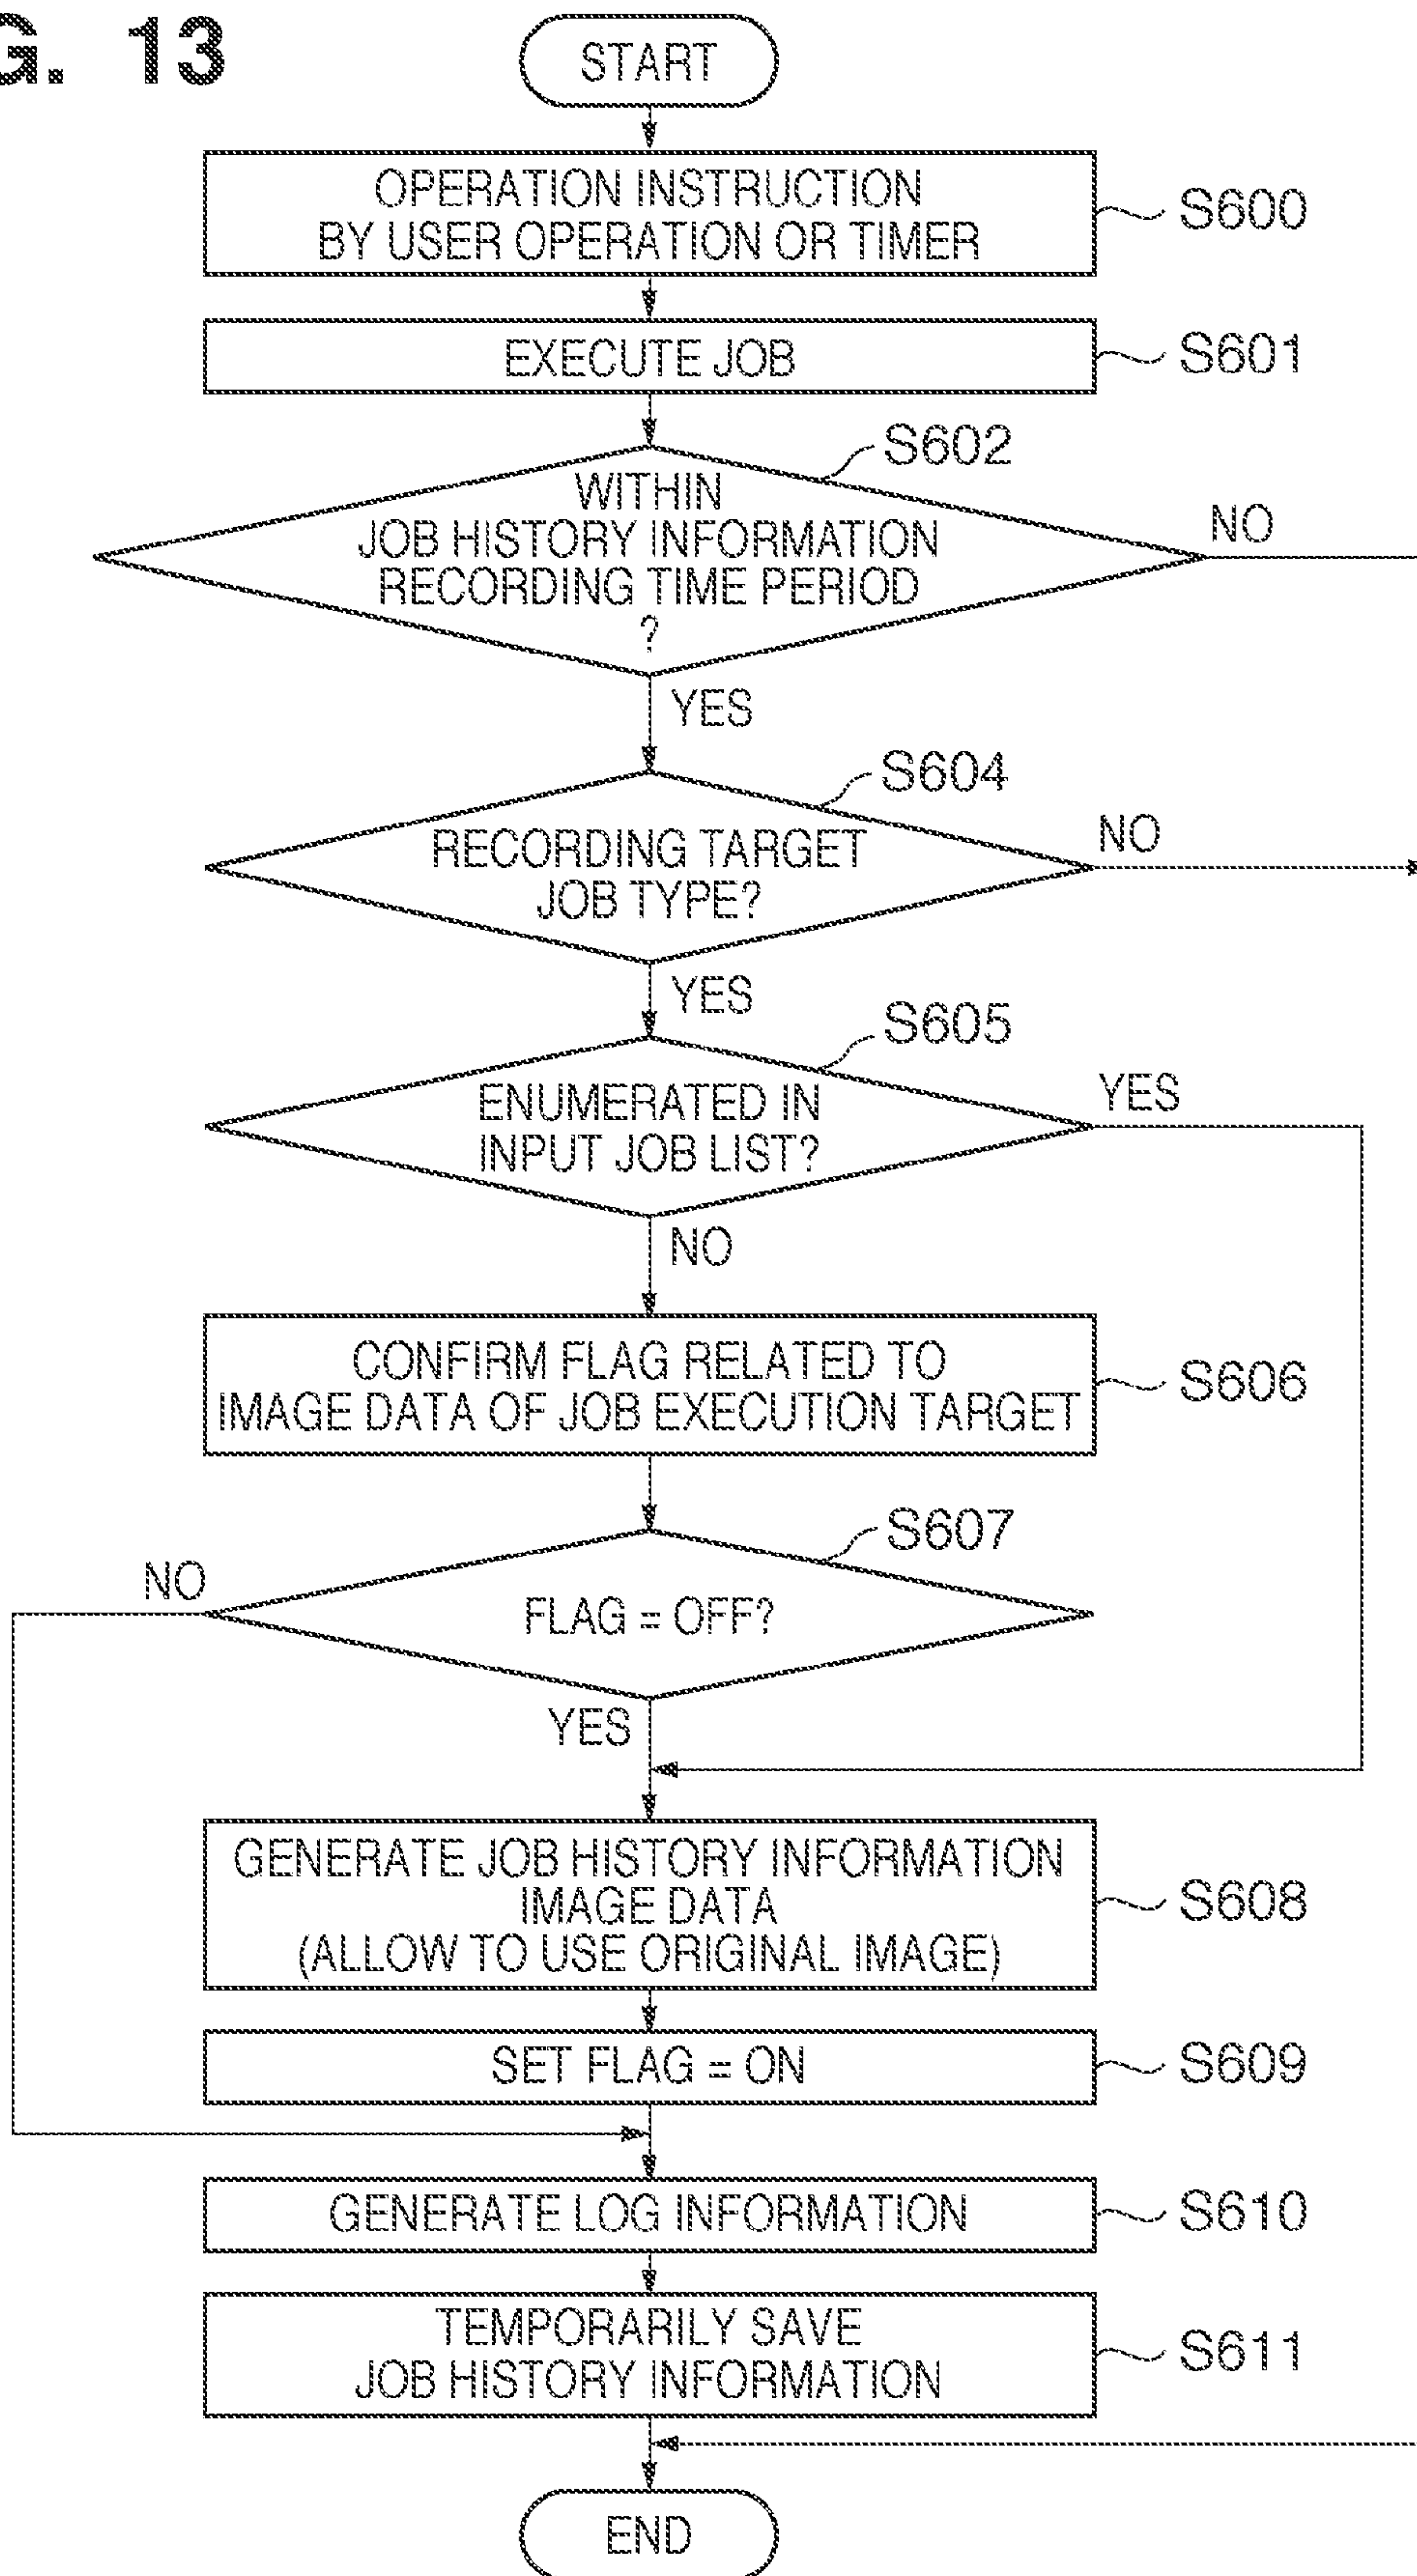 G. 13
START
OPERATION INSTRUCTION
BY USER OPERATION OR TIMER
S600
EXECUTE JOB
S601
S602
WITHIN
JOB HISTORY INFORMATION
RECORDING TIME PERIOD
?
NO
YES
S604
RECORDING TARGET
JOB TYPE?
NO
YES
S605
ENUMERATED IN
INPUT JOB LIST?
YES
NO
CONFIRM FLAG RELATED TO
IMAGE DATA OF JOB EXECUTION TARGET
S606
S607
NO
FLAG = OFF?
YES
GENERATE JOB HISTORY INFORMATION
IMAGE DATA
(ALLOW TO USE ORIGINAL IMAGE)
S608
SET FLAG = ON
S609
GENERATE LOG INFORMATION
S610
TEMPORARILY SAVE
JOB HISTORY INFORMATION
S611
END